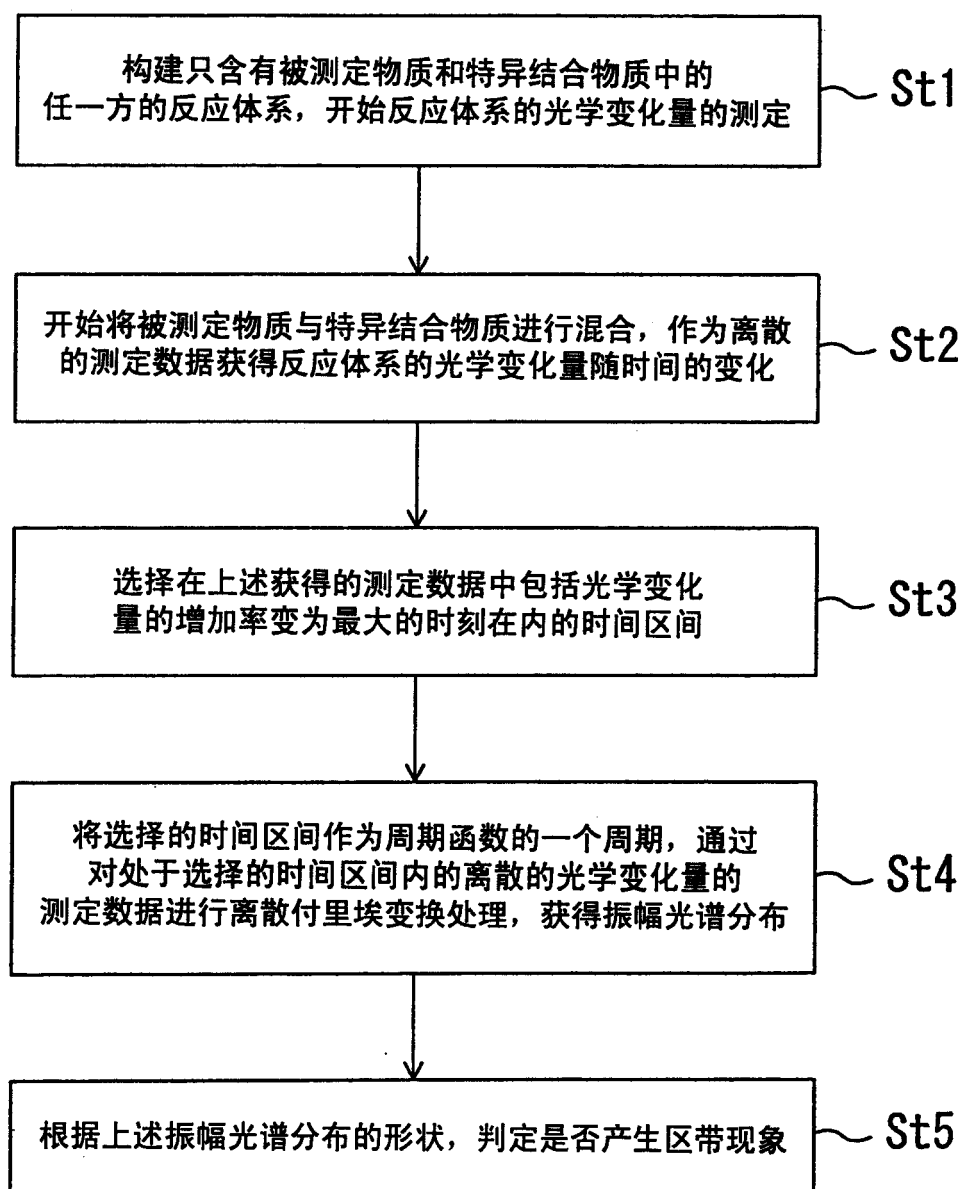 构建只含有被测定物质和特异结合物质中的
任一方的反应体系，开始反应体系的光学变化量的测定
St1
开始将被测定物质与特异结合物质进行混合，作为离散
的测定数据获得反应体系的光学变化量随时间的变化
St2
选择在上述获得的测定数据中包括光学变化
量的增加率变为最大的时刻在内的时间区间
St3
将选择的时间区间作为周期函数的一个周期，通过
对处于选择的时间区间内的离散的光学变化量的
测定数据进行离散付里埃变换处理，获得振幅光谱分布
St4
根据上述振幅光谱分布的形状，判定是否产生区带现象
St5